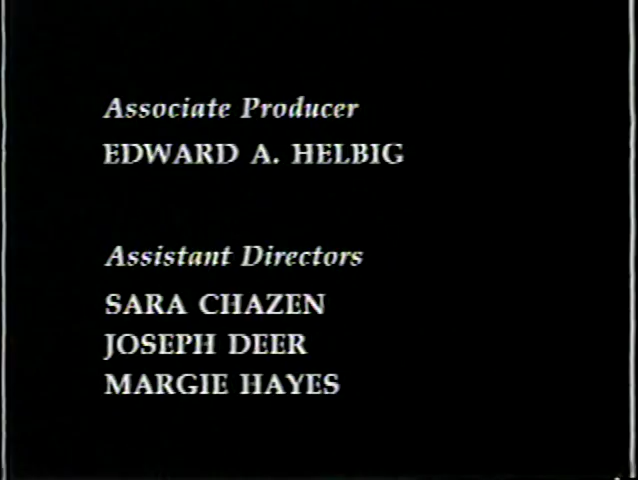 Associate Producer
EDWARD A. HELBIG
Assistant Directors
SARA CHAZEN
JOSEPH DEER
MARGIE HAYES